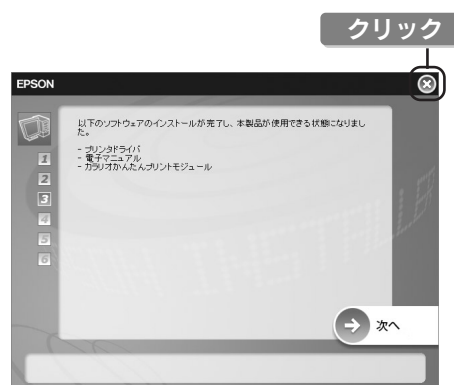 クリック
EPSON
以下のソフトウェアのインストールが完了し、本製品が使用できる状態になりまし
た。
- プリンタドライバ
- 電子マニュアル
- カラリオかんたんプリントモジュール
1
2
3
4
5
6
次へ